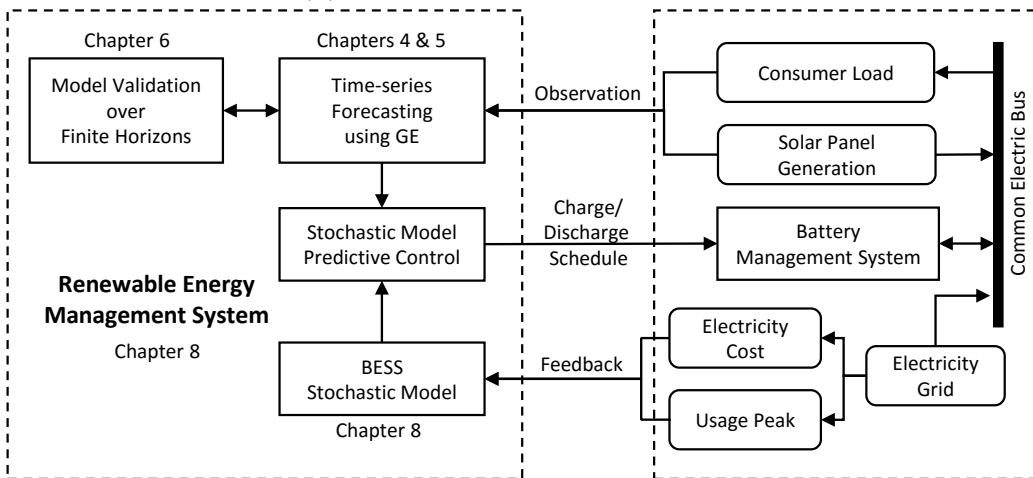 Chapter 6
Chapters 4 & 5
Model Validation
over
Finite Horizons
Time-series
Forecasting
using GE
Observation
Consumer Load
Solar Panel
Generation
Common Electric Bus
Stochastic Model
Predictive Control
Charge/
Discharge
Schedule
Battery
Management System
Renewable Energy
Management System
Chapter 8
BESS
Stochastic Model
Chapter 8
Feedback
Electricity
Cost
Usage Peak
Electricity
Grid